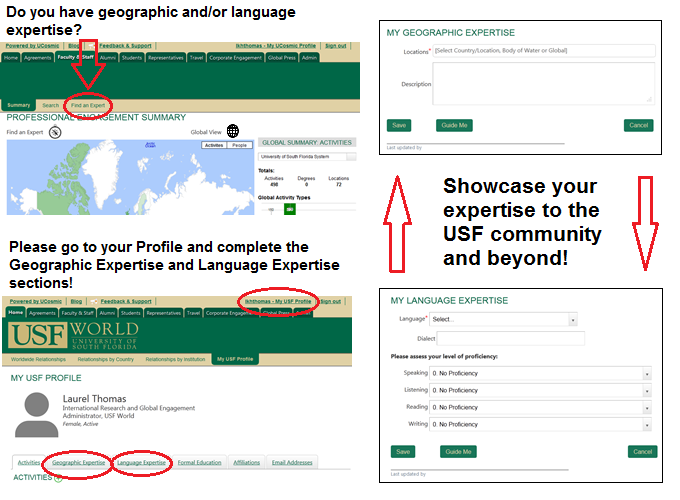 Do you have geographic and/or language
expertise?
Powered by UCosmic Blog Feedback & Support lknthomas - My UCosmic Profile Sign out
Home Agreements Faculty & Staff Alumni Students Representatives Travel Corporate Engagement Global Press Admin
Summary Search Find an Expert
PROFESSIONAL ENGAGEMENT SUMMARY
Find an Expert Global View
Activities People
GLOBAL SUMMARY: ACTIVITIES
University of South Florida System
Totals:
Activities Degrees Locations
498 0 72
Global Activity Types
Please go to your Profile and complete the
Geographic Expertise and Language Expertise
sections!
Powered by UCosmic Blog Feedback & Support lknthomas - My USF Profile Sign out
Home Agreements Faculty & Staff Alumni Students Representatives Travel Corporate Engagement Global Press
USF WORLD
UNIVERSITY OF
SOUTH FLORIDA
Worldwide Relationships Relationships by Country Relationships by Institution My USF Profile
MY USF PROFILE
Laurel Thomas
International Research and Global Engagement
Administrator, USF World
Female, Active
Activities Geographic Expertise Language Expertise Formal Education Affiliations Email Addresses
ACTIVITIES
MY GEOGRAPHIC EXPERTISE
Locations* [Select Country/Location, Body of Water or Global]
Description
Save Guide Me Cancel
Last updated by
Showcase your
expertise to the
USF community
and beyond!
MY LANGUAGE EXPERTISE
Language* Select...
Dialect
Please assess your level of proficiency:
Speaking 0. No Proficiency
Listening 0. No Proficiency
Reading 0. No Proficiency
Writing 0. No Proficiency
Save Guide Me Cancel
Last updated by